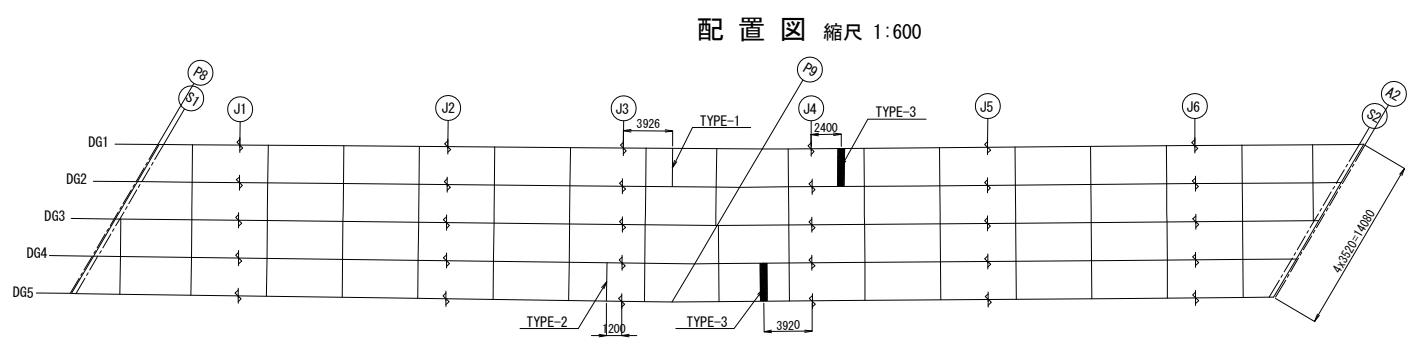 配置図 縮尺 1:600
P8
S1
J1
J2
J3
P9
J4
J5
J6
A2
S2
3926
TYPE-1
2400
TYPE-3
DG1
DG2
DG3
DG4
DG5
4x3520=14080
TYPE-2
1200
TYPE-3
3920